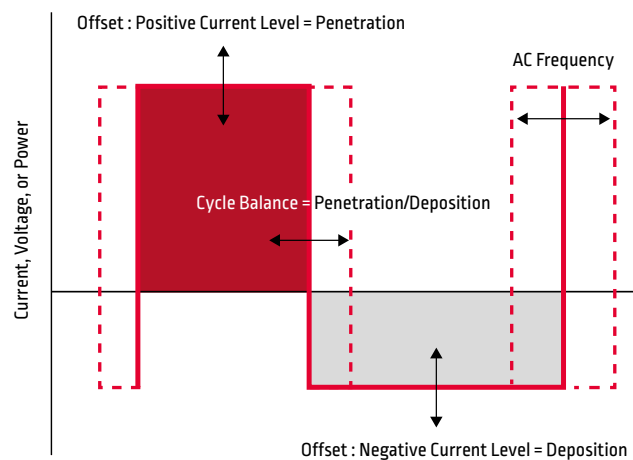 Offset : Positive Current Level = Penetration
AC Frequency
Cycle Balance = Penetration/Deposition
Current, Voltage, or Power
Offset : Negative Current Level = Deposition